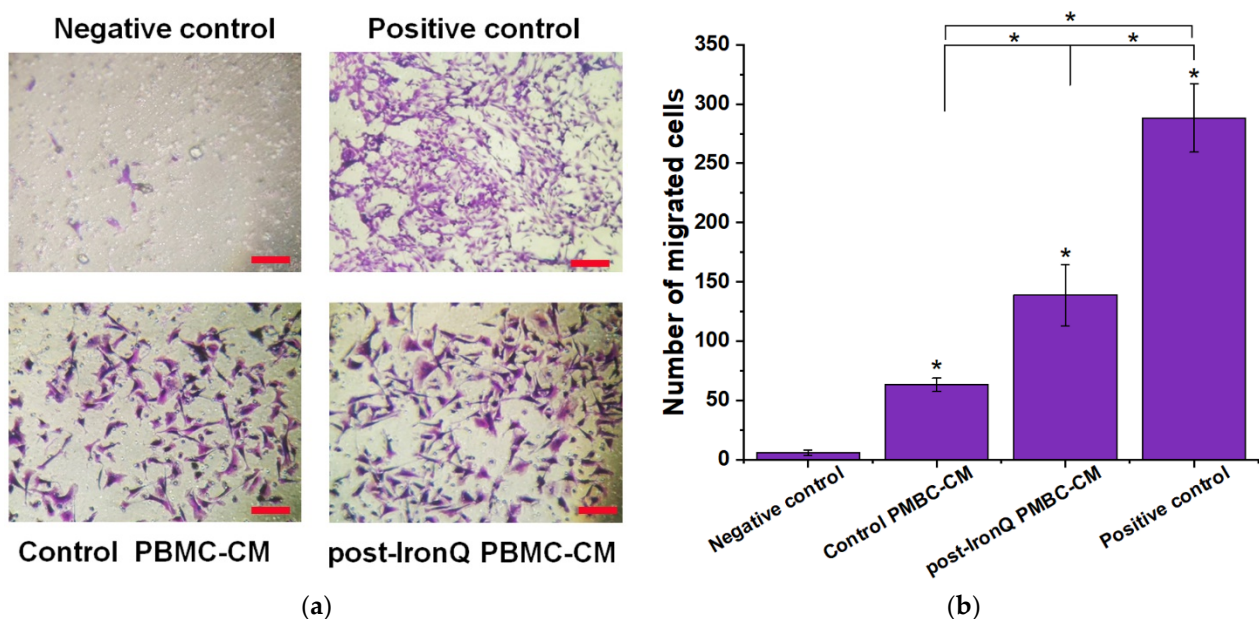 Negative control
Positive control
Control PBMC-CM
post-IronQ PBMC-CM
(a)
Number of migrated cells
350
300
250
200
150
100
50
0
*
*
*
*
*
*
Negative control
Control PMBC-CM
post-IronQ PMBC-CM
Positive control
(b)